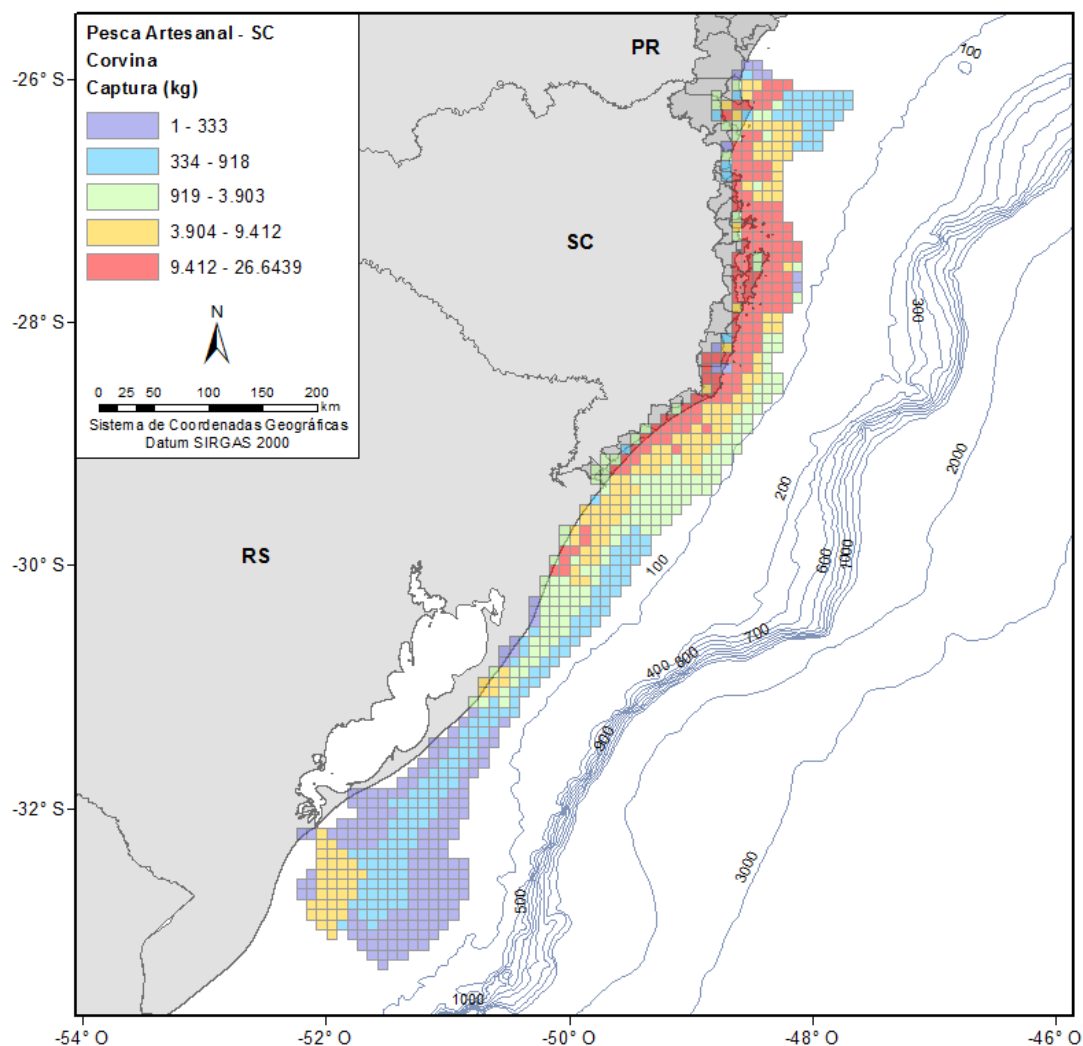 Pesca Artesanal - SC
Corvina
Captura (kg)
1 - 333
334 - 918
919 - 3.903
3.904 - 9.412
9.412 - 26.6439
N
0 25 50 100 150 200
km
Sistema de Coordenadas Geográficas
Datum SIRGAS 2000
PR
SC
RS
100
300
200
2000
600
1000
100
700
800
400
900
3000
500
1000
-26° S
-28° S
-30° S
-32° S
-54° O
-52° O
-50° O
-48° O
-46° O